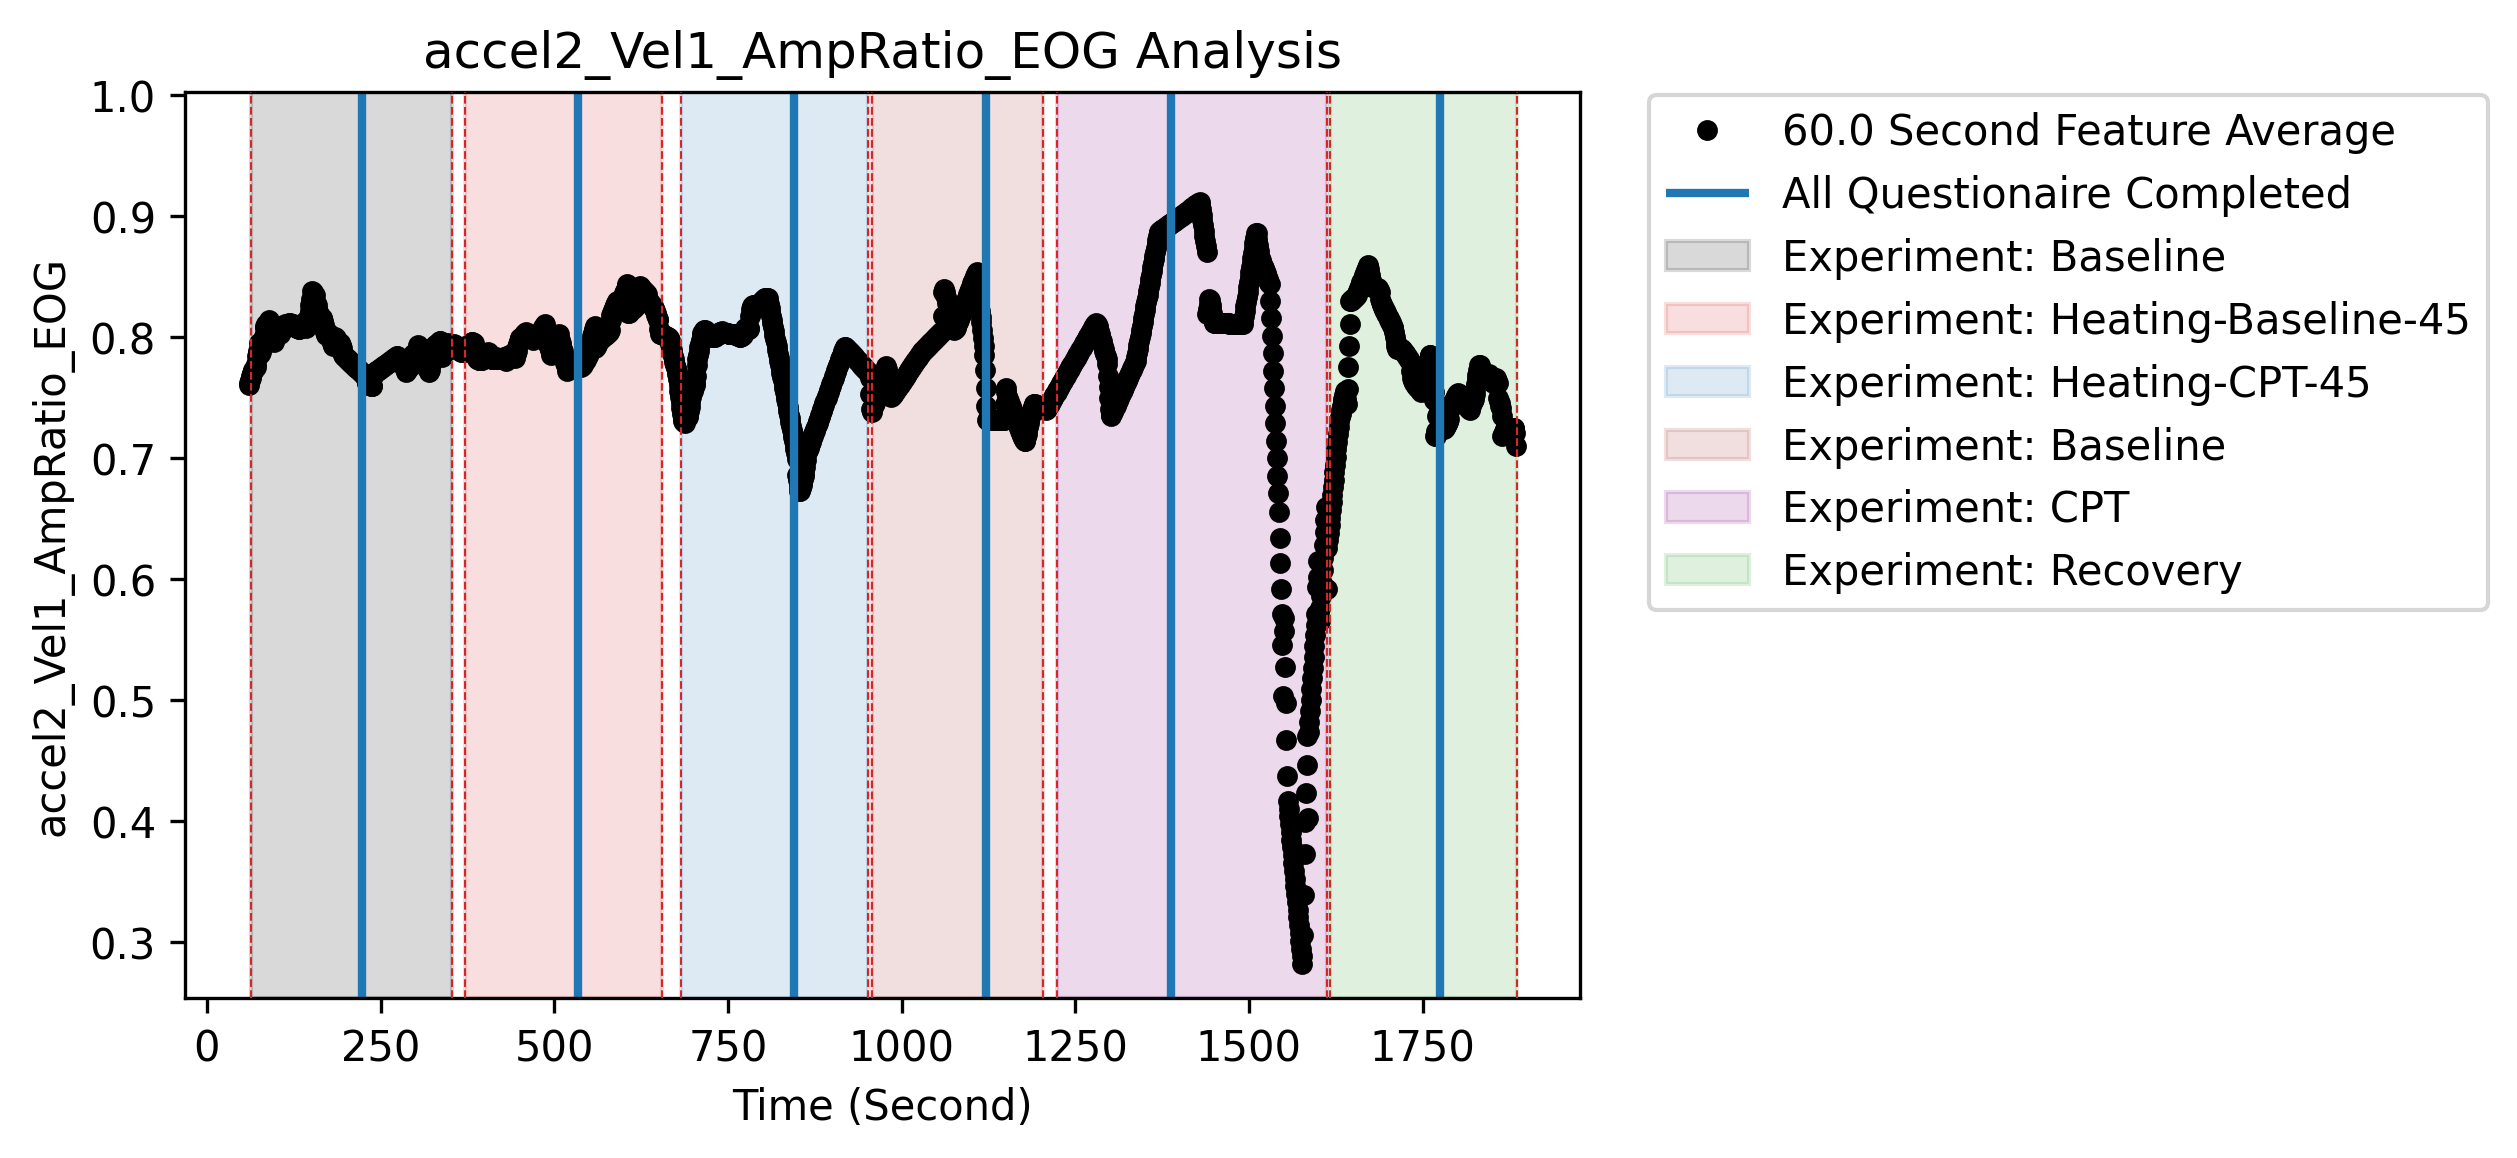 accel2_Vel1_AmpRatio_EOG Analysis
accel2_Vel1_AmpRatio_EOG
1.0
0.9
0.8
0.7
0.6
0.5
0.4
0.3
0 250 500 750 1000 1250 1500 1750
Time (Second)
60.0 Second Feature Average
All Questionaire Completed
Experiment: Baseline
Experiment: Heating-Baseline-45
Experiment: Heating-CPT-45
Experiment: Baseline
Experiment: CPT
Experiment: Recovery